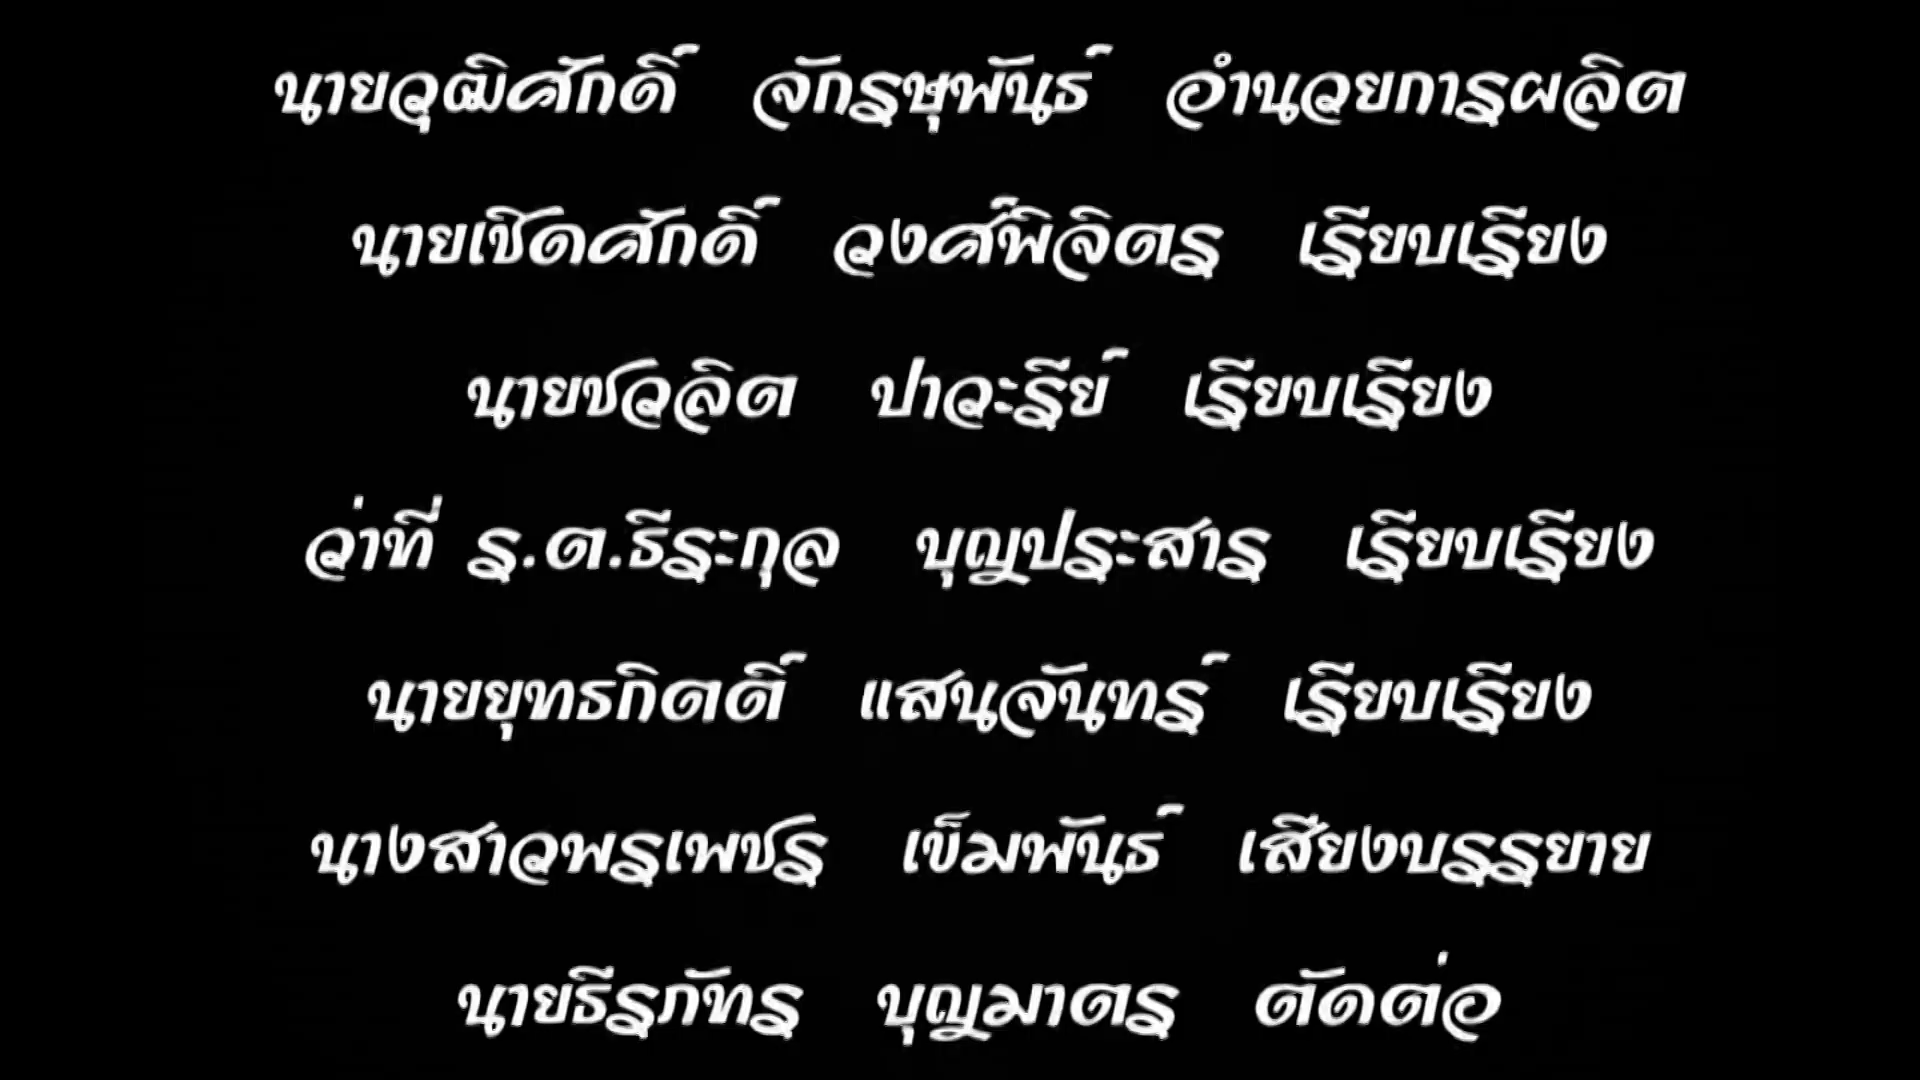 นายวุฒิศักดิ์ จักรษุพันธ์ อำนวยการผลิต
นายเชิดศักดิ์ วงศ์พิจิตร เรียบเรียง
นายชวลิต ปาวะรีย์ เรียบเรียง
ว่าที่ ร.ต.ธีระกุล บุญประสาร เรียบเรียง
นายยุทธกิตติ์ แสนจันทร์ เรียบเรียง
นางสาวพรเพชร เข็มพันธ์ เสียงบรรยาย
นายธีรภัทร บุญมาตร ตัดต่อ